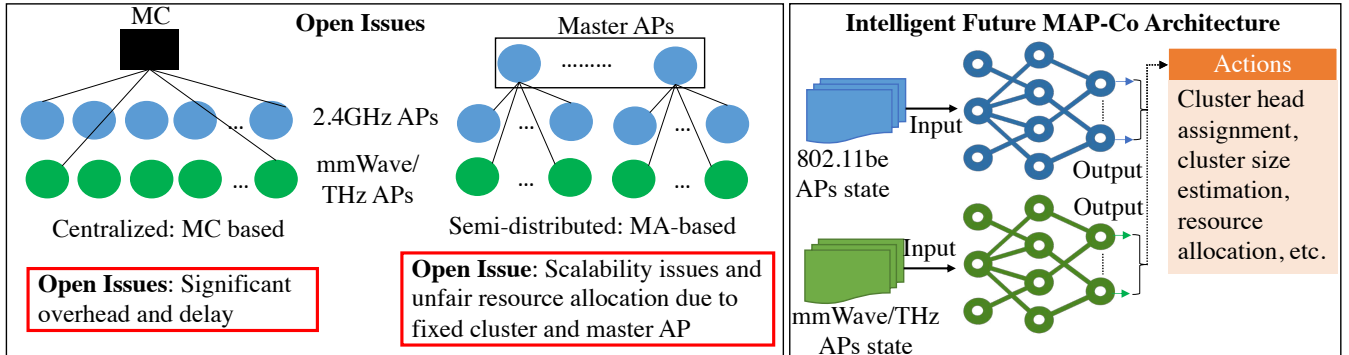 Open Issues
MC
2.4GHz APs
mmWave/
THz APs
...
...
Centralized: MC based
Open Issues: Significant
overhead and delay
Master APs
.........
...
...
...
...
Semi-distributed: MA-based
Open Issue: Scalability issues and
unfair resource allocation due to
fixed cluster and master AP
Intelligent Future MAP-Co Architecture
802.11be
APs state
Input
Output
mmWave/THz
APs state
Input
Output
Actions
Cluster head
assignment,
cluster size
estimation,
resource
allocation, etc.